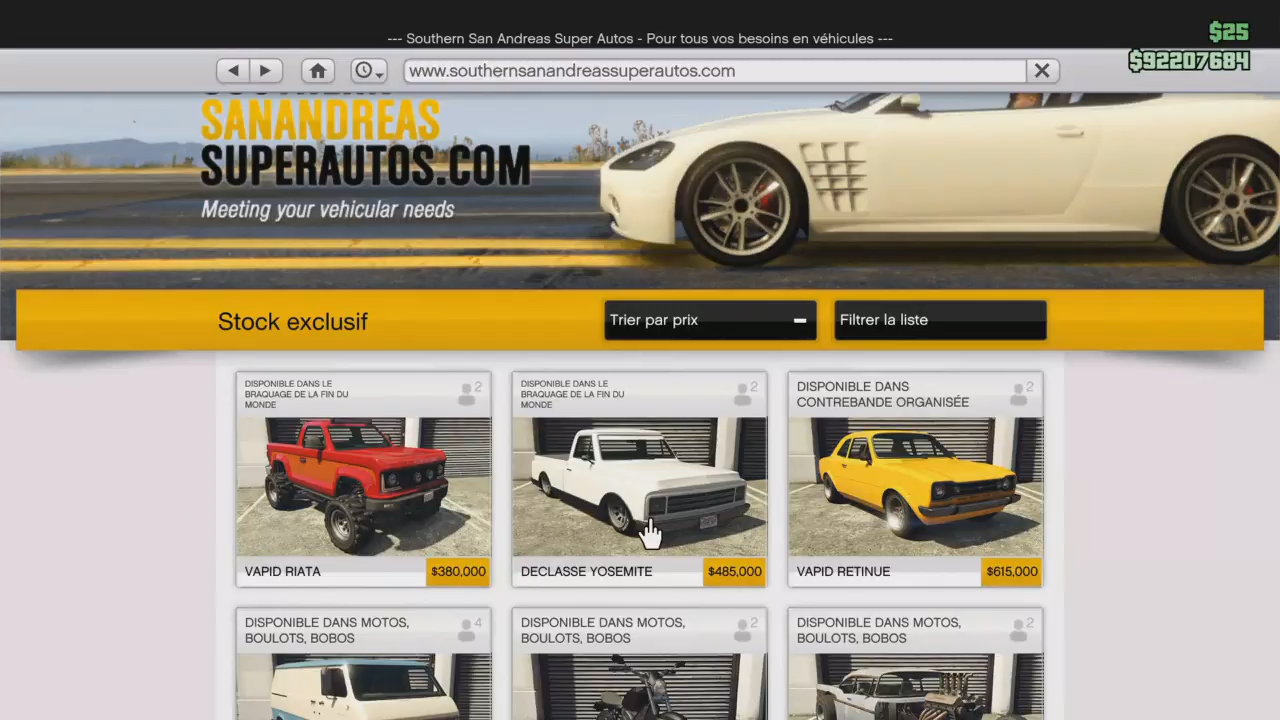 --- Southern San Andreas Super Autos - Pour tous vos besoins en véhicules ---
$25
$92207684
www.southernsanandreassuperautos.com
SANANDREAS
SUPERAUTOS.COM
Meeting your vehicular needs
Stock exclusif
Trier par prix
Filtrer la liste
DISPONIBLE DANS LE
BRAQUAGE DE LA FIN DU
MONDE
2
VAPID RIATA
$380,000
DISPONIBLE DANS LE
BRAQUAGE DE LA FIN DU
MONDE
2
DECLASSE YOSEMITE
$485,000
DISPONIBLE DANS
CONTREBANDE ORGANISÉE
2
VAPID RETINUE
$615,000
DISPONIBLE DANS MOTOS,
BOULOTS, BOBOS
4
DISPONIBLE DANS MOTOS,
BOULOTS, BOBOS
2
DISPONIBLE DANS MOTOS,
BOULOTS, BOBOS
2